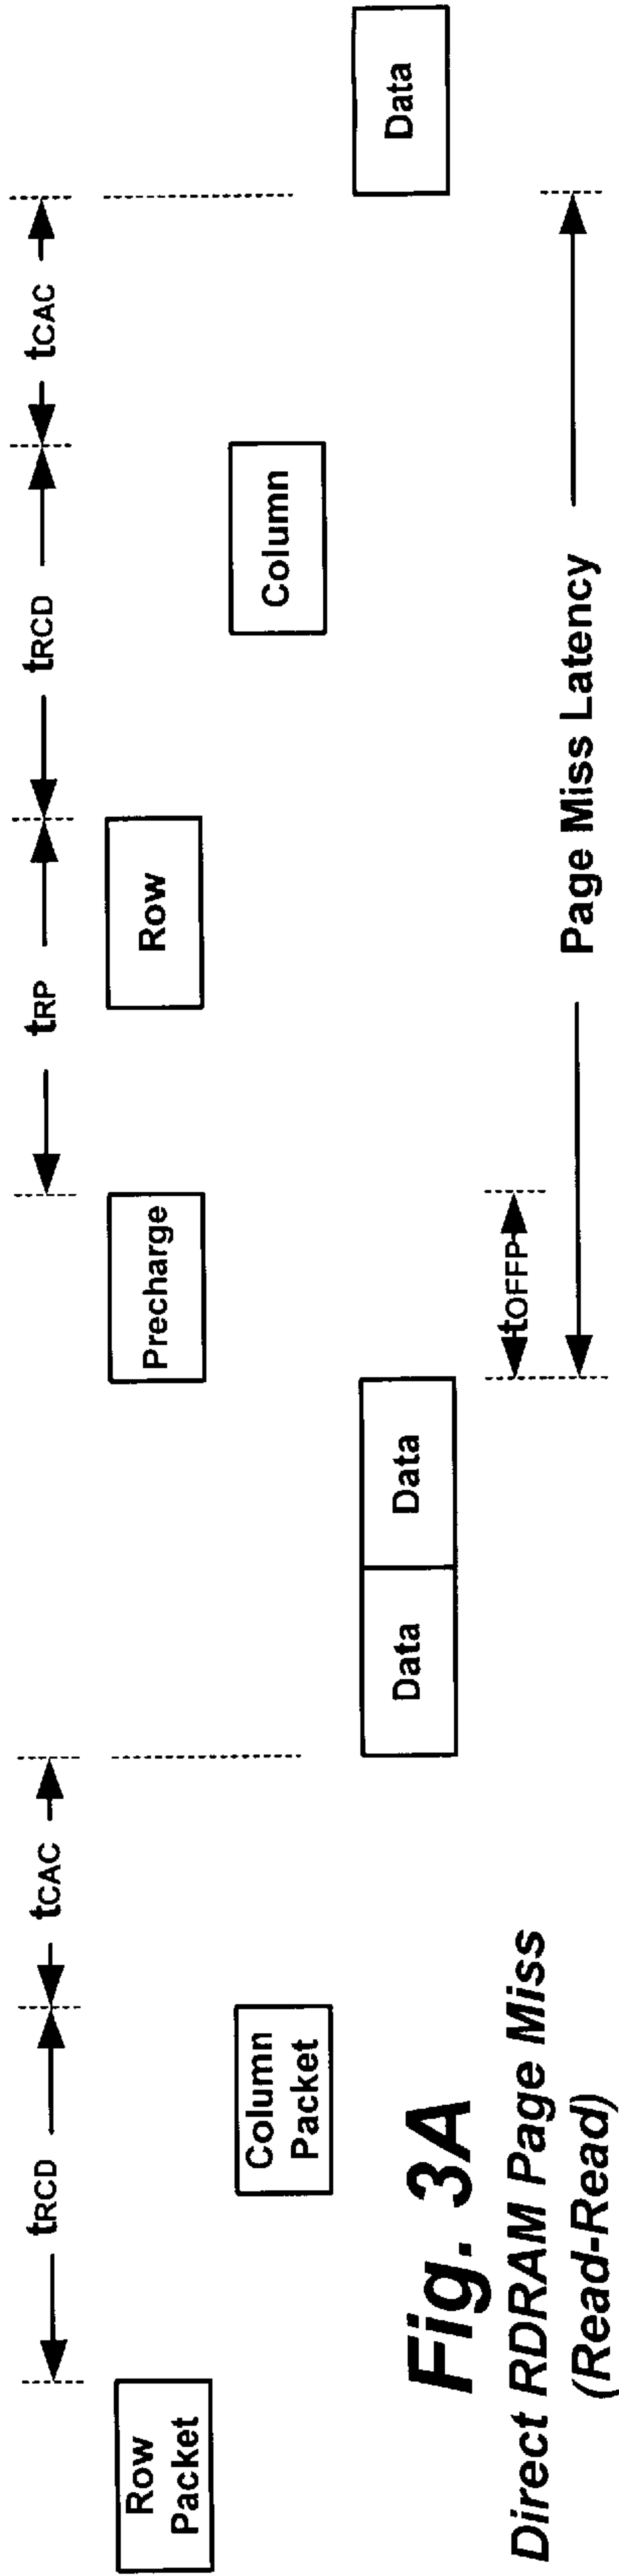 tRCD
tCAC
tRP
tRCD
tCAC
Row
Packet
Precharge
Row
Column
Packet
Column
Data
Data
Data
tOFFP
Page Miss Latency
Fig. 3A
Direct RDRAM Page Miss
(Read-Read)